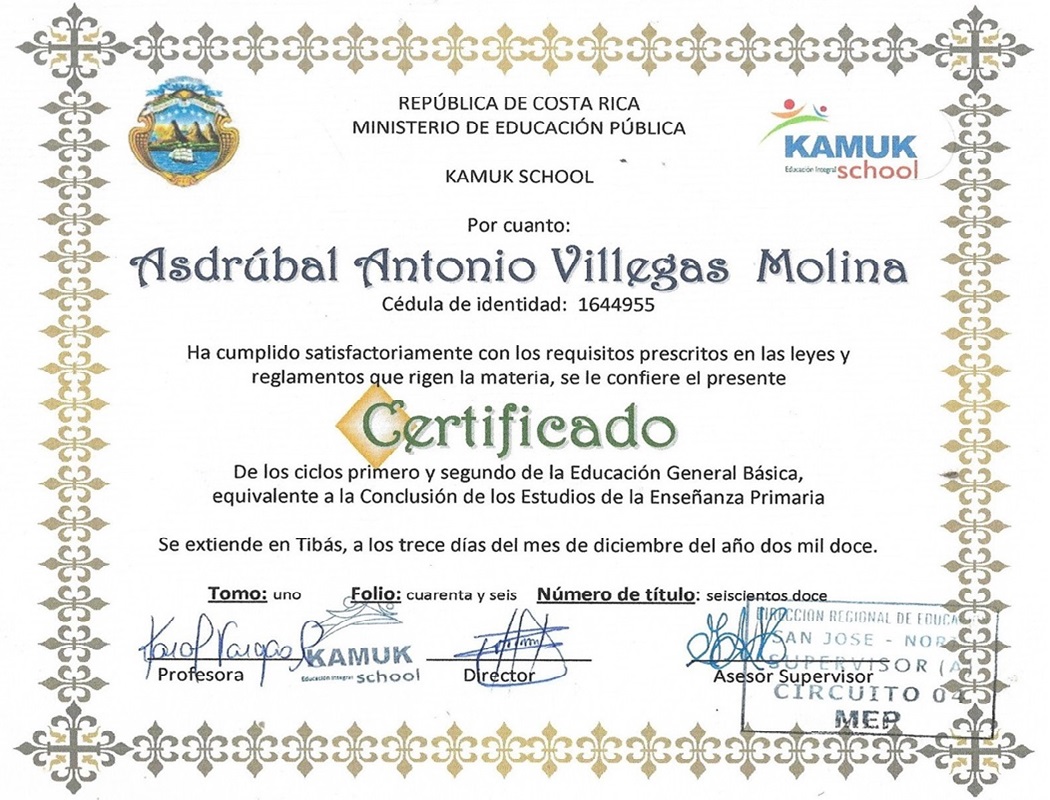 REPÚBLICA DE COSTA RICA
MINISTERIO DE EDUCACIÓN PÚBLICA
KAMUK
Educación Integral school
KAMUK SCHOOL
Por cuanto:
Asdrúbal Antonio Villegas Molina
Cédula de identidad: 1644955
Ha cumplido satisfactoriamente con los requisitos prescritos en las leyes y
reglamentos que rigen la materia, se le confiere el presente
Certificado
De los ciclos primero y segundo de la Educación General Básica,
equivalente a la Conclusión de los Estudios de la Enseñanza Primaria
Se extiende en Tibás, a los trece días del mes de diciembre del año dos mil doce.
Tomo: uno Folio: cuarenta y seis Número de título: seiscientos doce
Karol Vargas
KAMUK
Educación Integral school
Profesora
Director
Asesor Supervisor
DIRECCIÓN REGIONAL DE EDUCA
SAN JOSE - NOR
SUPERVISOR (A
CIRCUITO 04
MEP